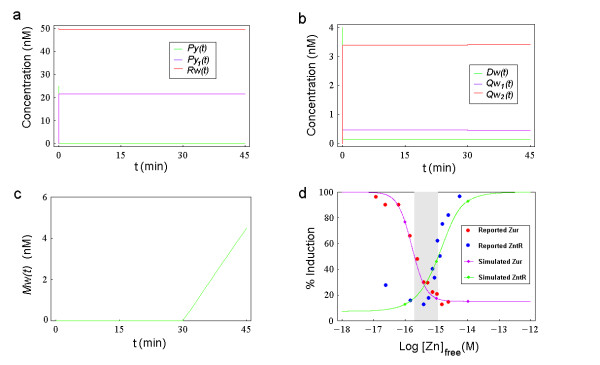 a
Concentration (nM)
50
40
30
20
10
0
Py(t)
Py1(t)
Rw(t)
0 15 30 45
t (min)
b
Concentration (nM)
4
3
2
1
0
Dw(t)
Qw1(t)
Qw2(t)
0 15 30 45
t (min)
c
Mw(t) (nM)
6
4
2
0
0 15 30 45
t (min)
d
% Induction
100
80
60
40
20
0
Reported Zur
Reported ZntR
Simulated Zur
Simulated ZntR
−18 −17 −16 −15 −14 −13 −12
Log [Zn]free(M)